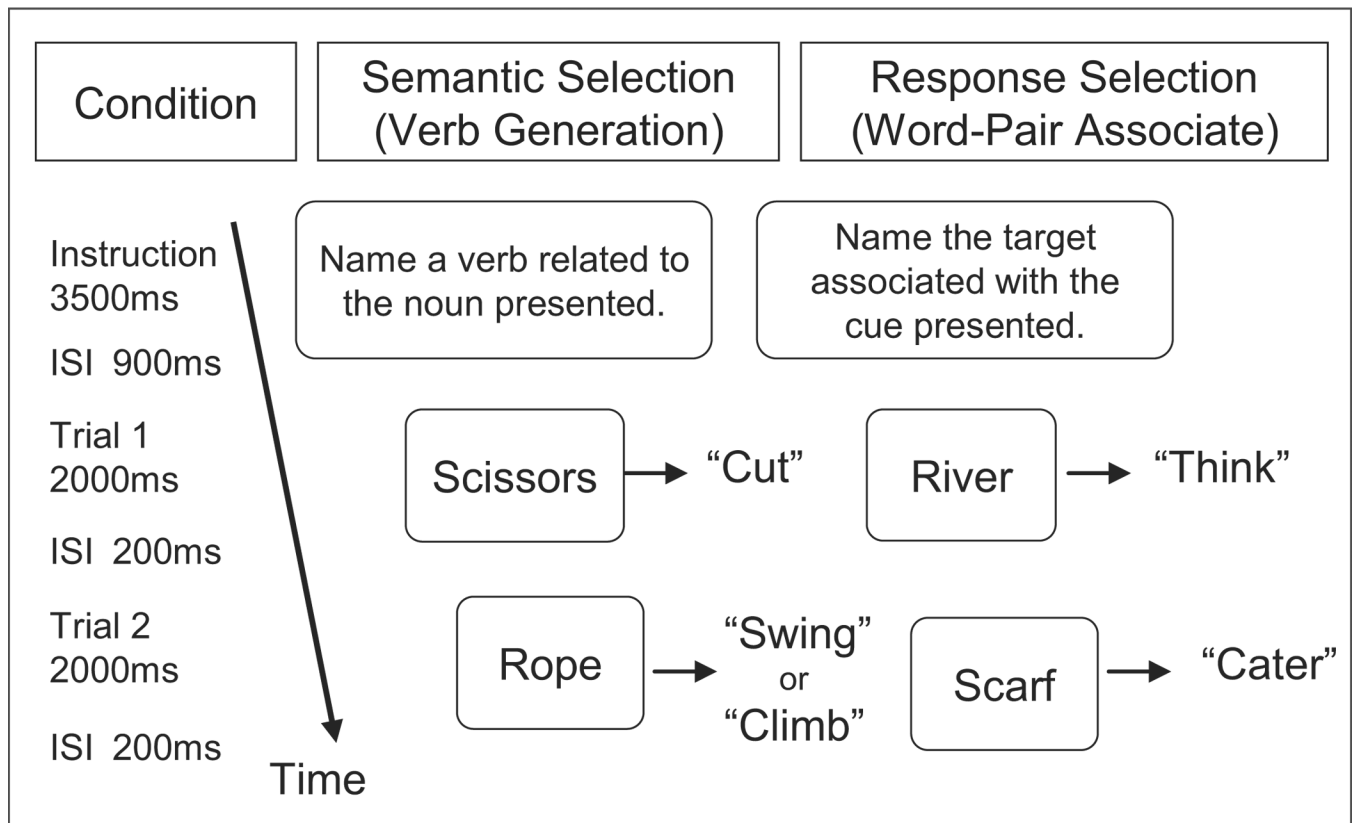 Condition
Semantic Selection
(Verb Generation)
Response Selection
(Word-Pair Associate)
Instruction
3500ms
Name a verb related to
the noun presented.
Name the target
associated with the
cue presented.
ISI 900ms
Trial 1
2000ms
Scissors
“Cut”
River
“Think”
ISI 200ms
Trial 2
2000ms
Rope
“Swing”
or
“Climb”
Scarf
“Cater”
ISI 200ms
Time